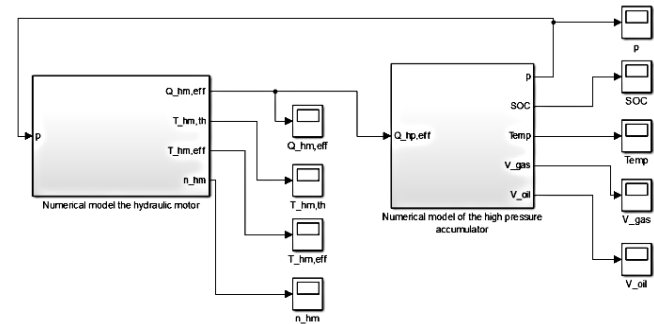 p
Q_hm,eff
T_hm,th
T_hm,eff
n_hm
Numerical model the hydraulic motor
Q_hm,eff
T_hm,th
T_hm,eff
n_hm
Q_hp,eff
p
SOC
Temp
V_gas
V_oil
Numerical model of the high pressure
accumulator
p
SOC
Temp
V_gas
V_oil